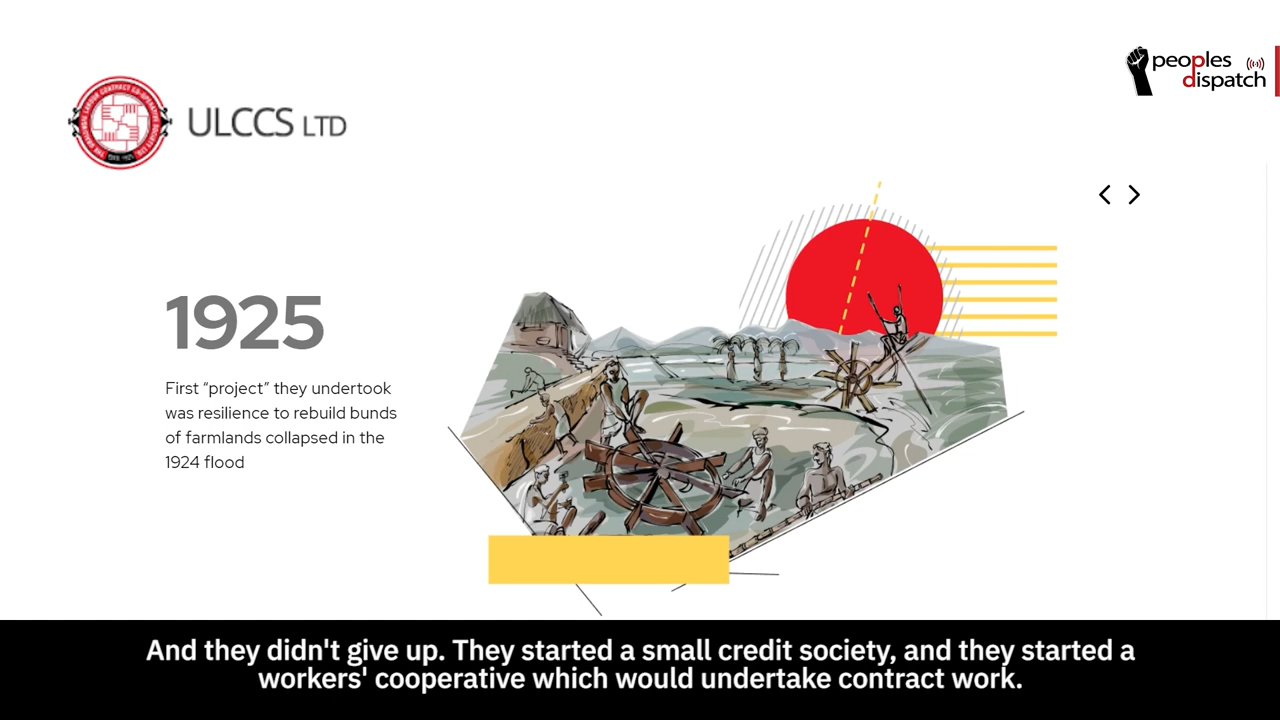 peoples
dispatch
ULCCS LTD
1925
First “project” they undertook
was resilience to rebuild bunds
of farmlands collapsed in the
1924 flood
And they didn't give up. They started a small credit society, and they started a
workers' cooperative which would undertake contract work.